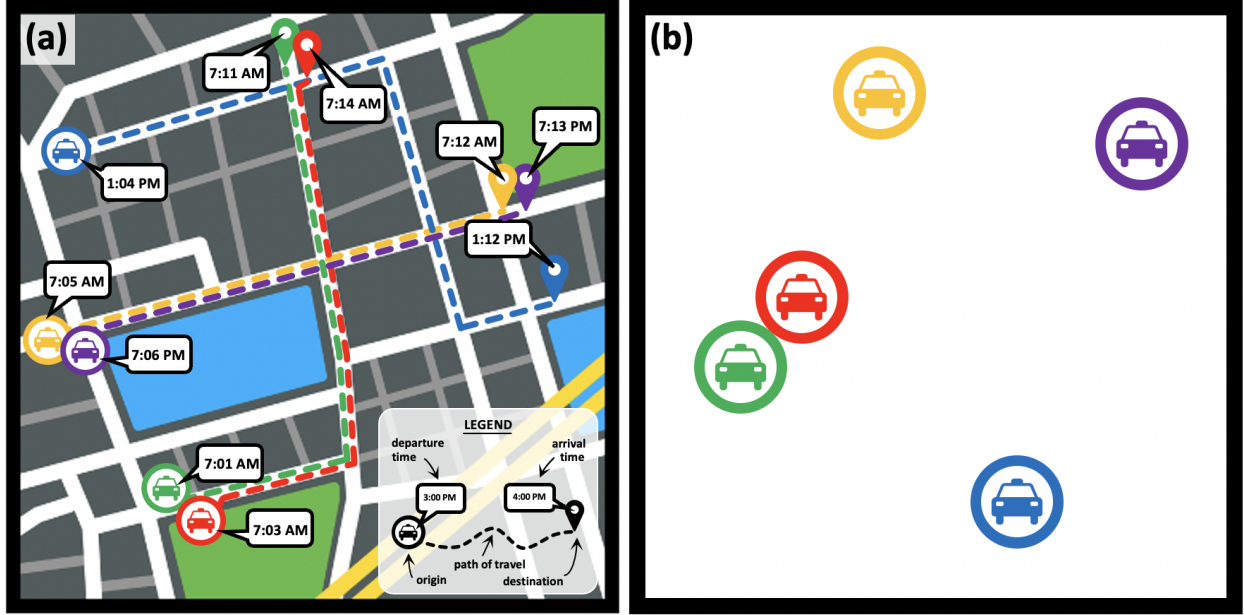 (a)
7:11 AM
7:14 AM
7:12 AM
7:13 PM
1:04 PM
1:12 PM
7:05 AM
7:06 PM
7:01 AM
7:03 AM
LEGEND
departure
time
arrival
time
3:00 PM
4:00 PM
path of travel
origin
destination
(b)